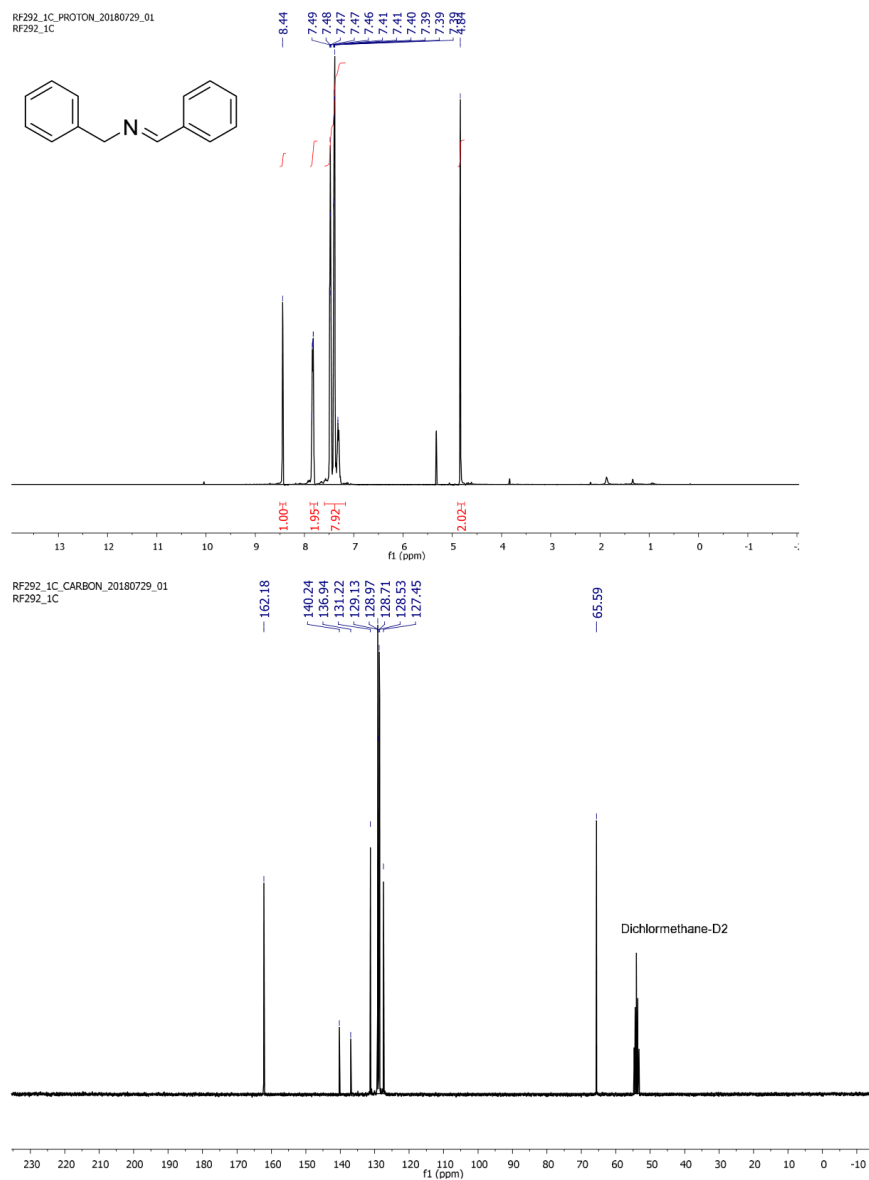 RF292_1C_PROTON_20180729_01
RF292_1C
8.44
7.49
7.48
7.47
7.47
7.46
7.41
7.41
7.40
7.39
7.39
7.39
4.84
N
1.00
1.95
7.92
2.02
13 12 11 10 9 8 7 6 5 4 3 2 1 0
f1 (ppm)
RF292_1C_CARBON_20180729_01
RF292_1C
162.18
140.24
136.94
131.22
129.13
128.97
128.71
128.53
127.45
65.59
Dichlormethane-D2
230 220 210 200 190 180 170 160 150 140 130 120 110 100 90 80 70 60 50 40 30 20 10 0 -10
f1 (ppm)